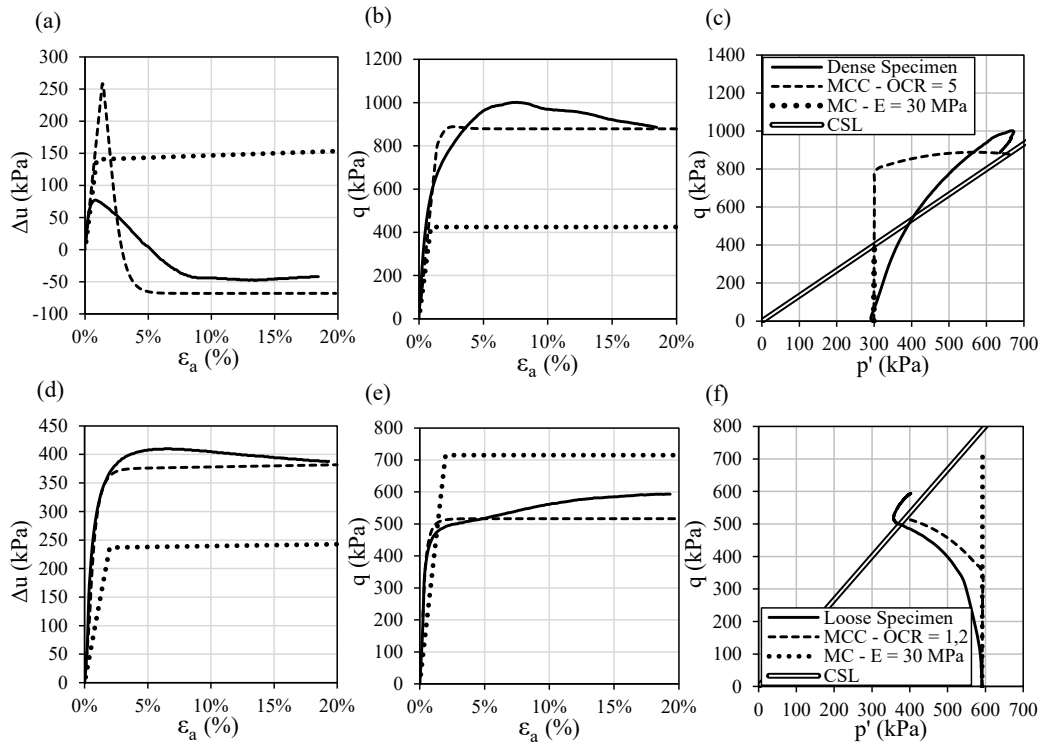 (a)
Δu (kPa)
300
250
200
150
100
50
0
-50
-100
0% 5% 10% 15% 20%
εa (%)
(b)
q (kPa)
1200
1000
800
600
400
200
0
0% 5% 10% 15% 20%
εa (%)
(c)
q (kPa)
1400
1200
1000
800
600
400
200
0
Dense Specimen
MCC - OCR = 5
MC - E = 30 MPa
CSL
0 100 200 300 400 500 600 700
p' (kPa)
(d)
Δu (kPa)
450
400
350
300
250
200
150
100
50
0
0% 5% 10% 15% 20%
εa (%)
(e)
q (kPa)
800
700
600
500
400
300
200
100
0
0% 5% 10% 15% 20%
εa (%)
(f)
q (kPa)
800
700
600
500
400
300
200
100
0
Loose Specimen
MCC - OCR = 1,2
MC - E = 30 MPa
CSL
0 100 200 300 400 500 600 700
p' (kPa)